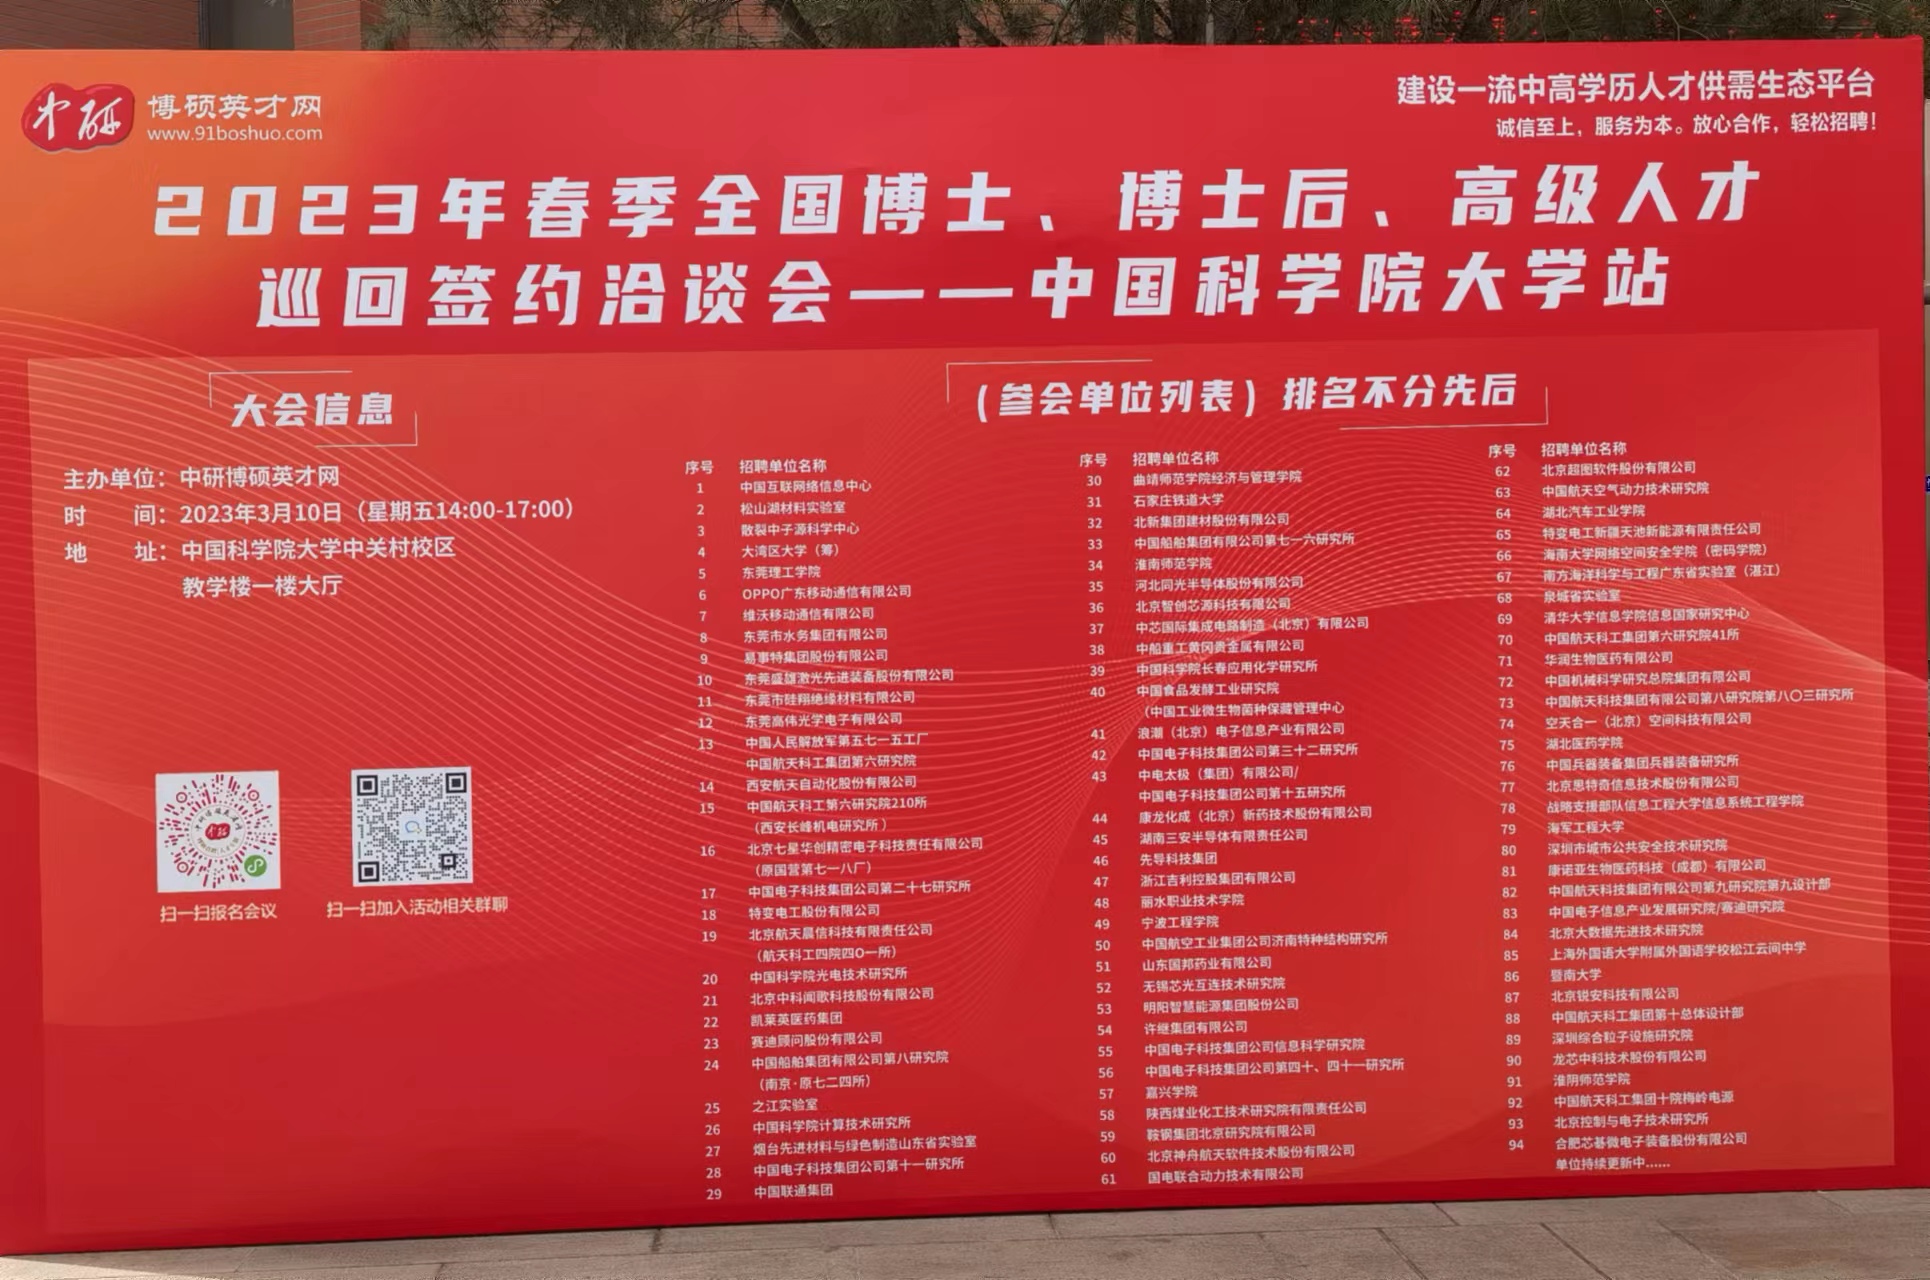 中研
博硕英才网
www.91boshuo.com
建设一流中高学历人才供需生态平台
诚信至上，服务为本。放心合作，轻松招聘！
2023年春季全国博士、博士后、高级人才
巡回签约洽谈会——中国科学院大学站
大会信息
主办单位：中研博硕英才网
时 间：2023年3月10日（星期五14:00-17:00）
地 址：中国科学院大学中关村校区
教学楼一楼大厅
扫一扫报名会议
扫一扫加入活动相关群聊
（参会单位列表）排名不分先后
序号 招聘单位名称
1 中国互联网络信息中心
2 松山湖材料实验室
3 散裂中子源科学中心
4 大湾区大学（筹）
5 东莞理工学院
6 OPPO广东移动通信有限公司
7 维沃移动通信有限公司
8 东莞市水务集团有限公司
9 易事特集团股份有限公司
10 东莞盛雄激光先进装备股份有限公司
11 东莞市硅翔绝缘材料有限公司
12 东莞高伟光学电子有限公司
13 中国人民解放军第五七一五工厂
中国航天科工集团第六研究院
14 西安航天自动化股份有限公司
15 中国航天科工第六研究院210所
（西安长峰机电研究所）
16 北京七星华创精密电子科技责任有限公司
（原国营第七一八厂）
17 中国电子科技集团公司第二十七研究所
18 特变电工股份有限公司
19 北京航天晨信科技有限责任公司
（航天科工四院四O一所）
20 中国科学院光电技术研究所
21 北京中科闻歌科技股份有限公司
22 凯莱英医药集团
23 赛迪顾问股份有限公司
24 中国船舶集团有限公司第八研究院
（南京·原七二四所）
25 之江实验室
26 中国科学院计算技术研究所
27 烟台先进材料与绿色制造山东省实验室
28 中国电子科技集团公司第十一研究所
29 中国联通集团
序号 招聘单位名称
30 曲靖师范学院经济与管理学院
31 石家庄铁道大学
32 北新集团建材股份有限公司
33 中国船舶集团有限公司第七一六研究所
34 淮南师范学院
35 河北同光半导体股份有限公司
36 北京智创芯源科技有限公司
37 中芯国际集成电路制造（北京）有限公司
38 中船重工黄冈贵金属有限公司
39 中国科学院长春应用化学研究所
40 中国食品发酵工业研究院
（中国工业微生物菌种保藏管理中心
41 浪潮（北京）电子信息产业有限公司
42 中国电子科技集团公司第三十二研究所
43 中电太极（集团）有限公司/
中国电子科技集团公司第十五研究所
44 康龙化成（北京）新药技术股份有限公司
45 湖南三安半导体有限责任公司
46 先导科技集团
47 浙江吉利控股集团有限公司
48 丽水职业技术学院
49 宁波工程学院
50 中国航空工业集团公司济南特种结构研究所
51 山东国邦药业有限公司
52 无锡芯光互连技术研究院
53 明阳智慧能源集团股份公司
54 许继集团有限公司
55 中国电子科技集团公司信息科学研究院
56 中国电子科技集团公司第四十、四十一研究所
57 嘉兴学院
58 陕西煤业化工技术研究院有限责任公司
59 鞍钢集团北京研究院有限公司
60 北京神舟航天软件技术股份有限公司
61 国电联合动力技术有限公司
序号 招聘单位名称
62 北京超图软件股份有限公司
63 中国航天空气动力技术研究院
64 湖北汽车工业学院
65 特变电工新疆天池新能源有限责任公司
66 海南大学网络空间安全学院（密码学院）
67 南方海洋科学与工程广东省实验室（湛江）
68 泉城省实验室
69 清华大学信息学院信息国家研究中心
70 中国航天科工集团第六研究院41所
71 华润生物医药有限公司
72 中国机械科学研究总院集团有限公司
73 中国航天科技集团有限公司第八研究院第八〇三研究所
74 空天合一（北京）空间科技有限公司
75 湖北医药学院
76 中国兵器装备集团兵器装备研究所
77 北京思特奇信息技术股份有限公司
78 战略支援部队信息工程大学信息系统工程学院
79 海军工程大学
80 深圳市城市公共安全技术研究院
81 康诺亚生物医药科技（成都）有限公司
82 中国航天科技集团有限公司第九研究院第九设计部
83 中国电子信息产业发展研究院/赛迪研究院
84 北京大数据先进技术研究院
85 上海外国语大学附属外国语学校松江云间中学
86 暨南大学
87 北京锐安科技有限公司
88 中国航天科工集团第十总体设计部
89 深圳综合粒子设施研究院
90 龙芯中科技术股份有限公司
91 淮阴师范学院
92 中国航天科工集团十院梅岭电源
93 北京控制与电子技术研究所
94 合肥芯碁微电子装备股份有限公司
单位持续更新中......